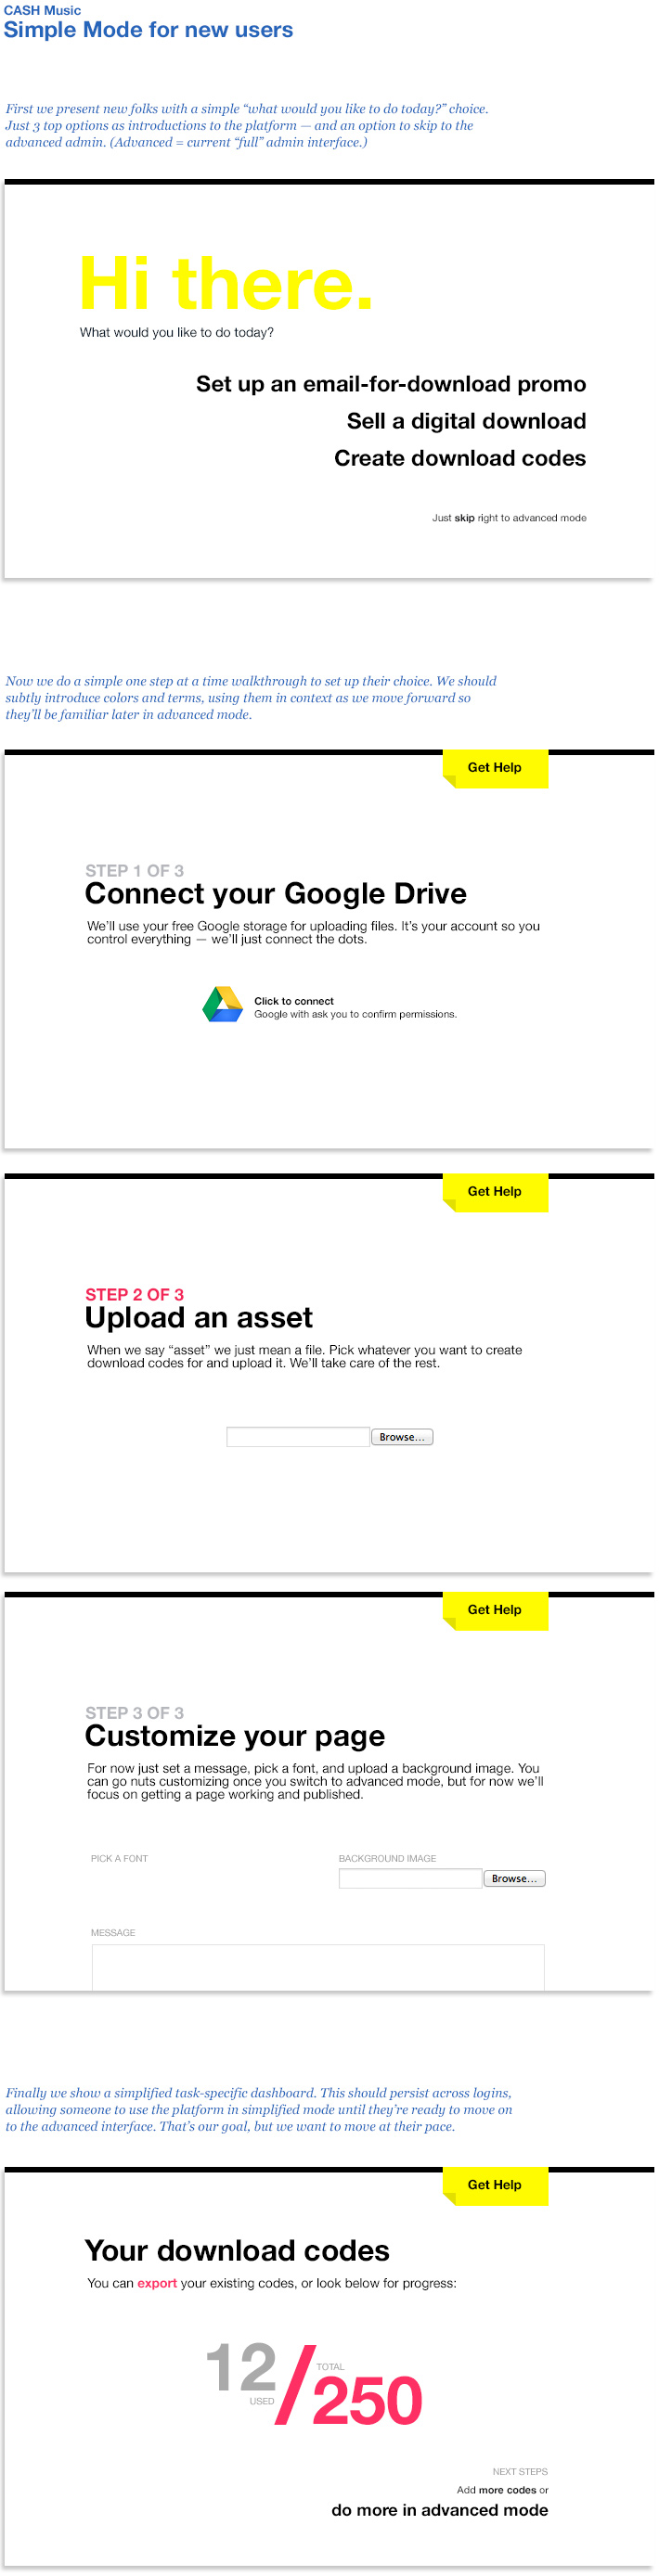 CASH Music
Simple Mode for new users
First we present new folks with a simple “what would you like to do today?” choice.
Just 3 top options as introductions to the platform — and an option to skip to the
advanced admin. (Advanced = current “full” admin interface.)
Hi there.
What would you like to do today?
Set up an email-for-download promo
Sell a digital download
Create download codes
Just skip right to advanced mode
Now we do a simple one step at a time walkthrough to set up their choice. We should
subtly introduce colors and terms, using them in context as we move forward so
they’ll be familiar later in advanced mode.
Get Help
STEP 1 OF 3
Connect your Google Drive
We’ll use your free Google storage for uploading files. It’s your account so you
control everything — we’ll just connect the dots.
Click to connect
Google with ask you to confirm permissions.
Get Help
STEP 2 OF 3
Upload an asset
When we say “asset” we just mean a file. Pick whatever you want to create
download codes for and upload it. We’ll take care of the rest.
Browse...
Get Help
STEP 3 OF 3
Customize your page
For now just set a message, pick a font, and upload a background image. You
can go nuts customizing once you switch to advanced mode, but for now we’ll
focus on getting a page working and published.
PICK A FONT
BACKGROUND IMAGE
Browse...
MESSAGE
Finally we show a simplified task-specific dashboard. This should persist across logins,
allowing someone to use the platform in simplified mode until they’re ready to move on
to the advanced interface. That’s our goal, but we want to move at their pace.
Get Help
Your download codes
You can export your existing codes, or look below for progress:
12
USED
/
TOTAL
250
NEXT STEPS
Add more codes or
do more in advanced mode